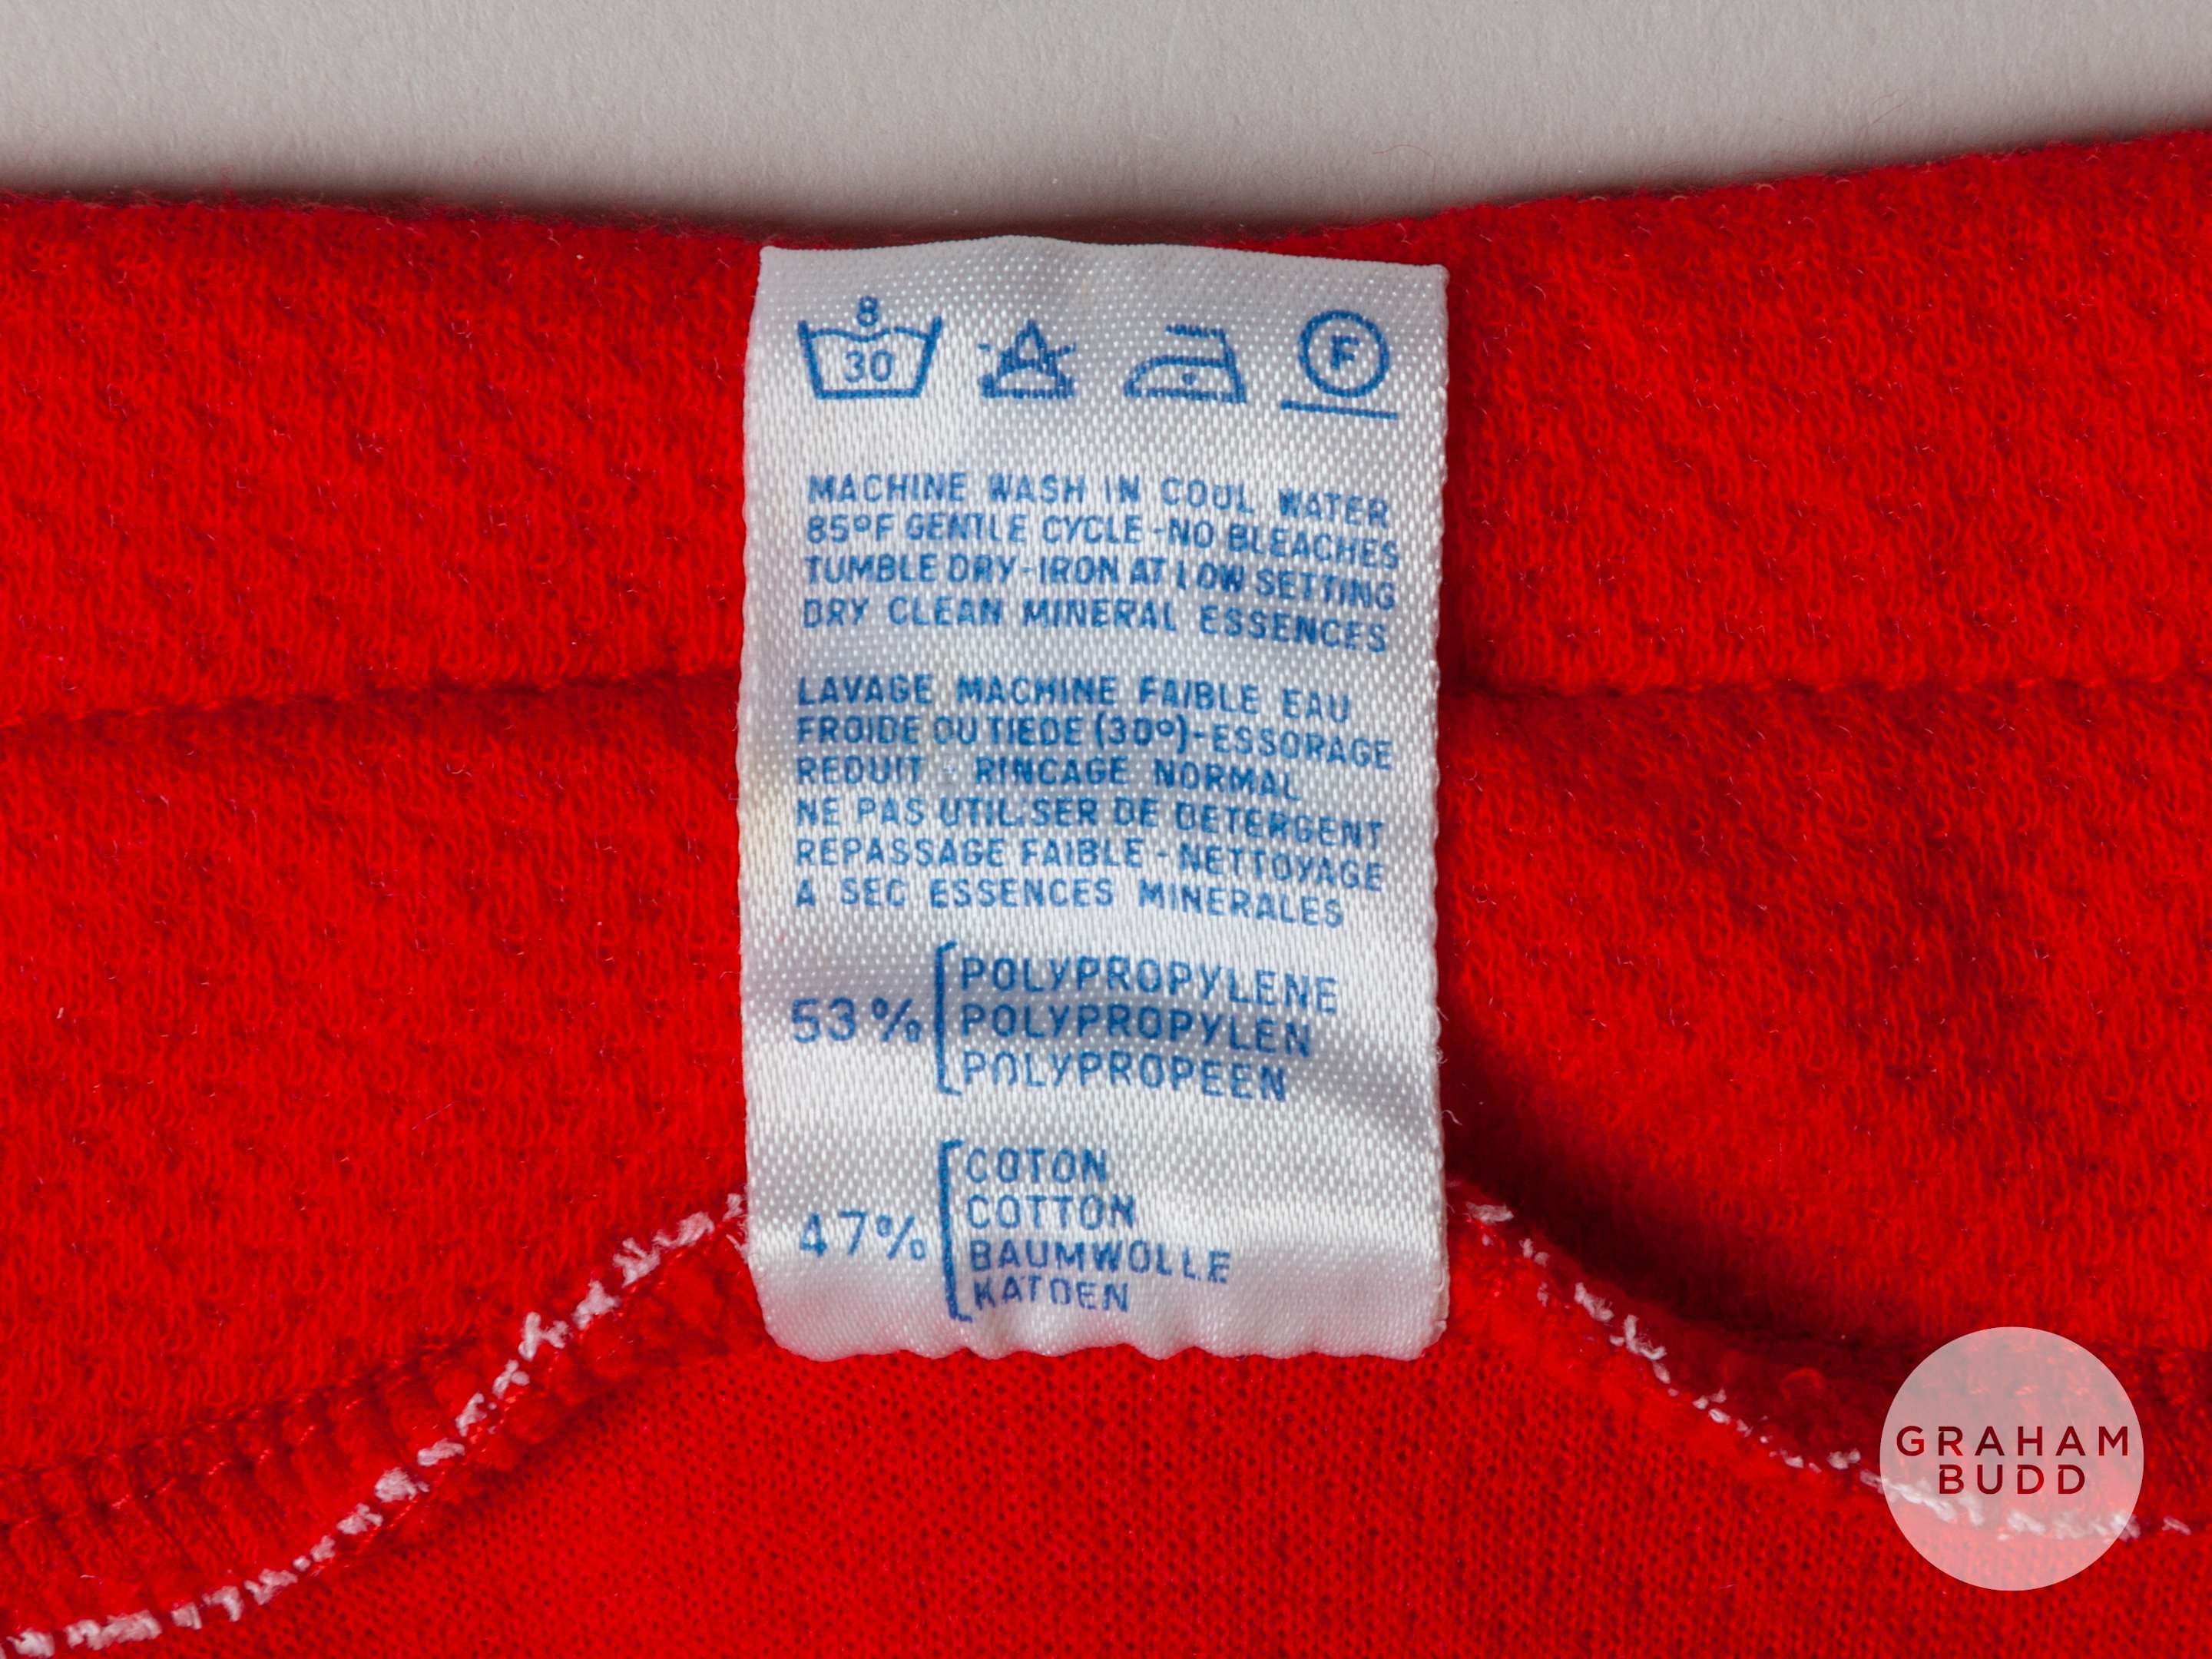 8
30
F
MACHINE WASH IN COOL WATER
85°F GENTLE CYCLE - NO BLEACHES
TUMBLE DRY - IRON AT LOW SETTING
DRY CLEAN MINERAL ESSENCES
LAVAGE MACHINE FAIBLE EAU
FROIDE OU TIEDE (30°) - ESSORAGE
REDUIT - RINCAGE NORMAL
NE PAS UTILISER DE DETERGENT
REPASSAGE FAIBLE - NETTOYAGE
A SEC ESSENCES MINERALES
POLYPROPYLENE
53% POLYPROPYLEN
POLYPROPEEN
COTON
COTTON
47% BAUMWOLLE
KATOEN
GRAHAM
BUDD